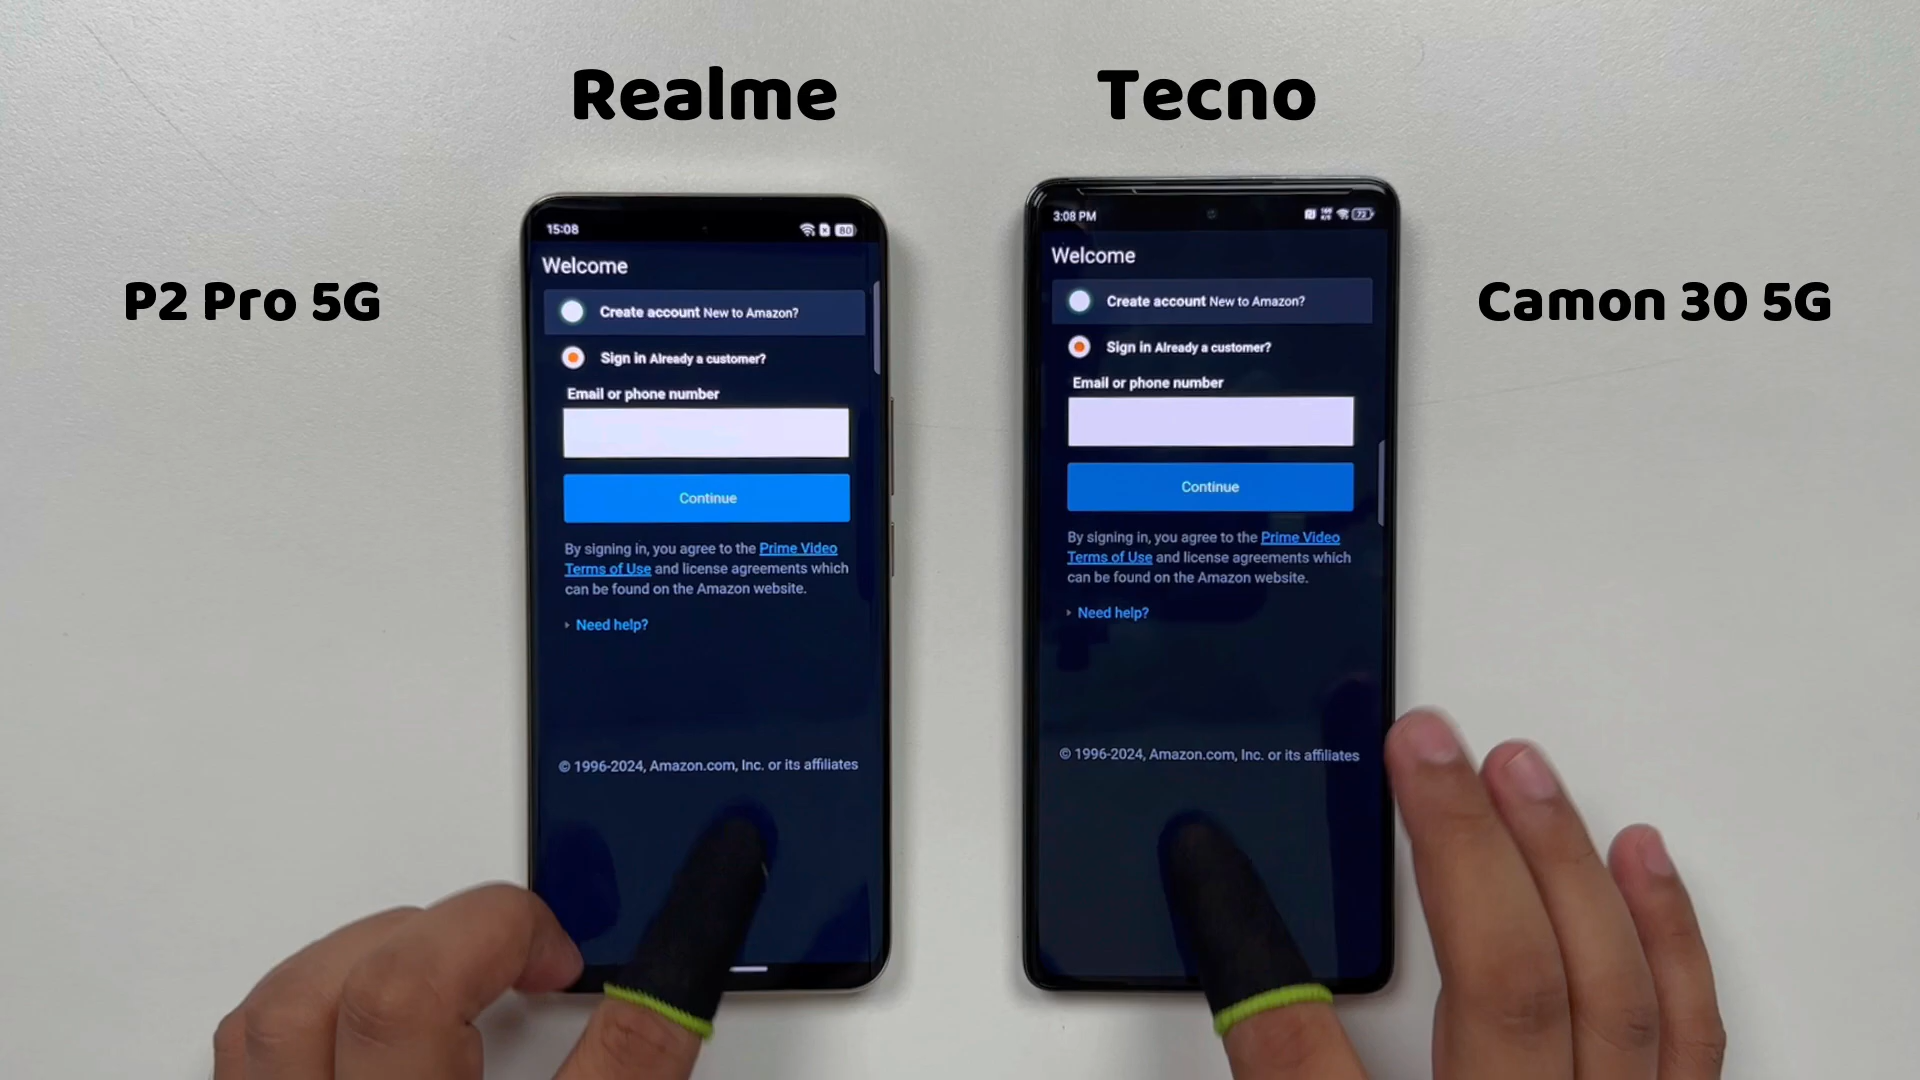 Realme
Tecno
P2 Pro 5G
Camon 30 5G
15:08
80
Welcome
Create account New to Amazon?
Sign in Already a customer?
Email or phone number
Continue
By signing in, you agree to the Prime Video
Terms of Use and license agreements which
can be found on the Amazon website.
Need help?
© 1996-2024, Amazon.com, Inc. or its affiliates
3:08 PM
72
Welcome
Create account New to Amazon?
Sign in Already a customer?
Email or phone number
Continue
By signing in, you agree to the Prime Video
Terms of Use and license agreements which
can be found on the Amazon website.
Need help?
© 1996-2024, Amazon.com, Inc. or its affiliates